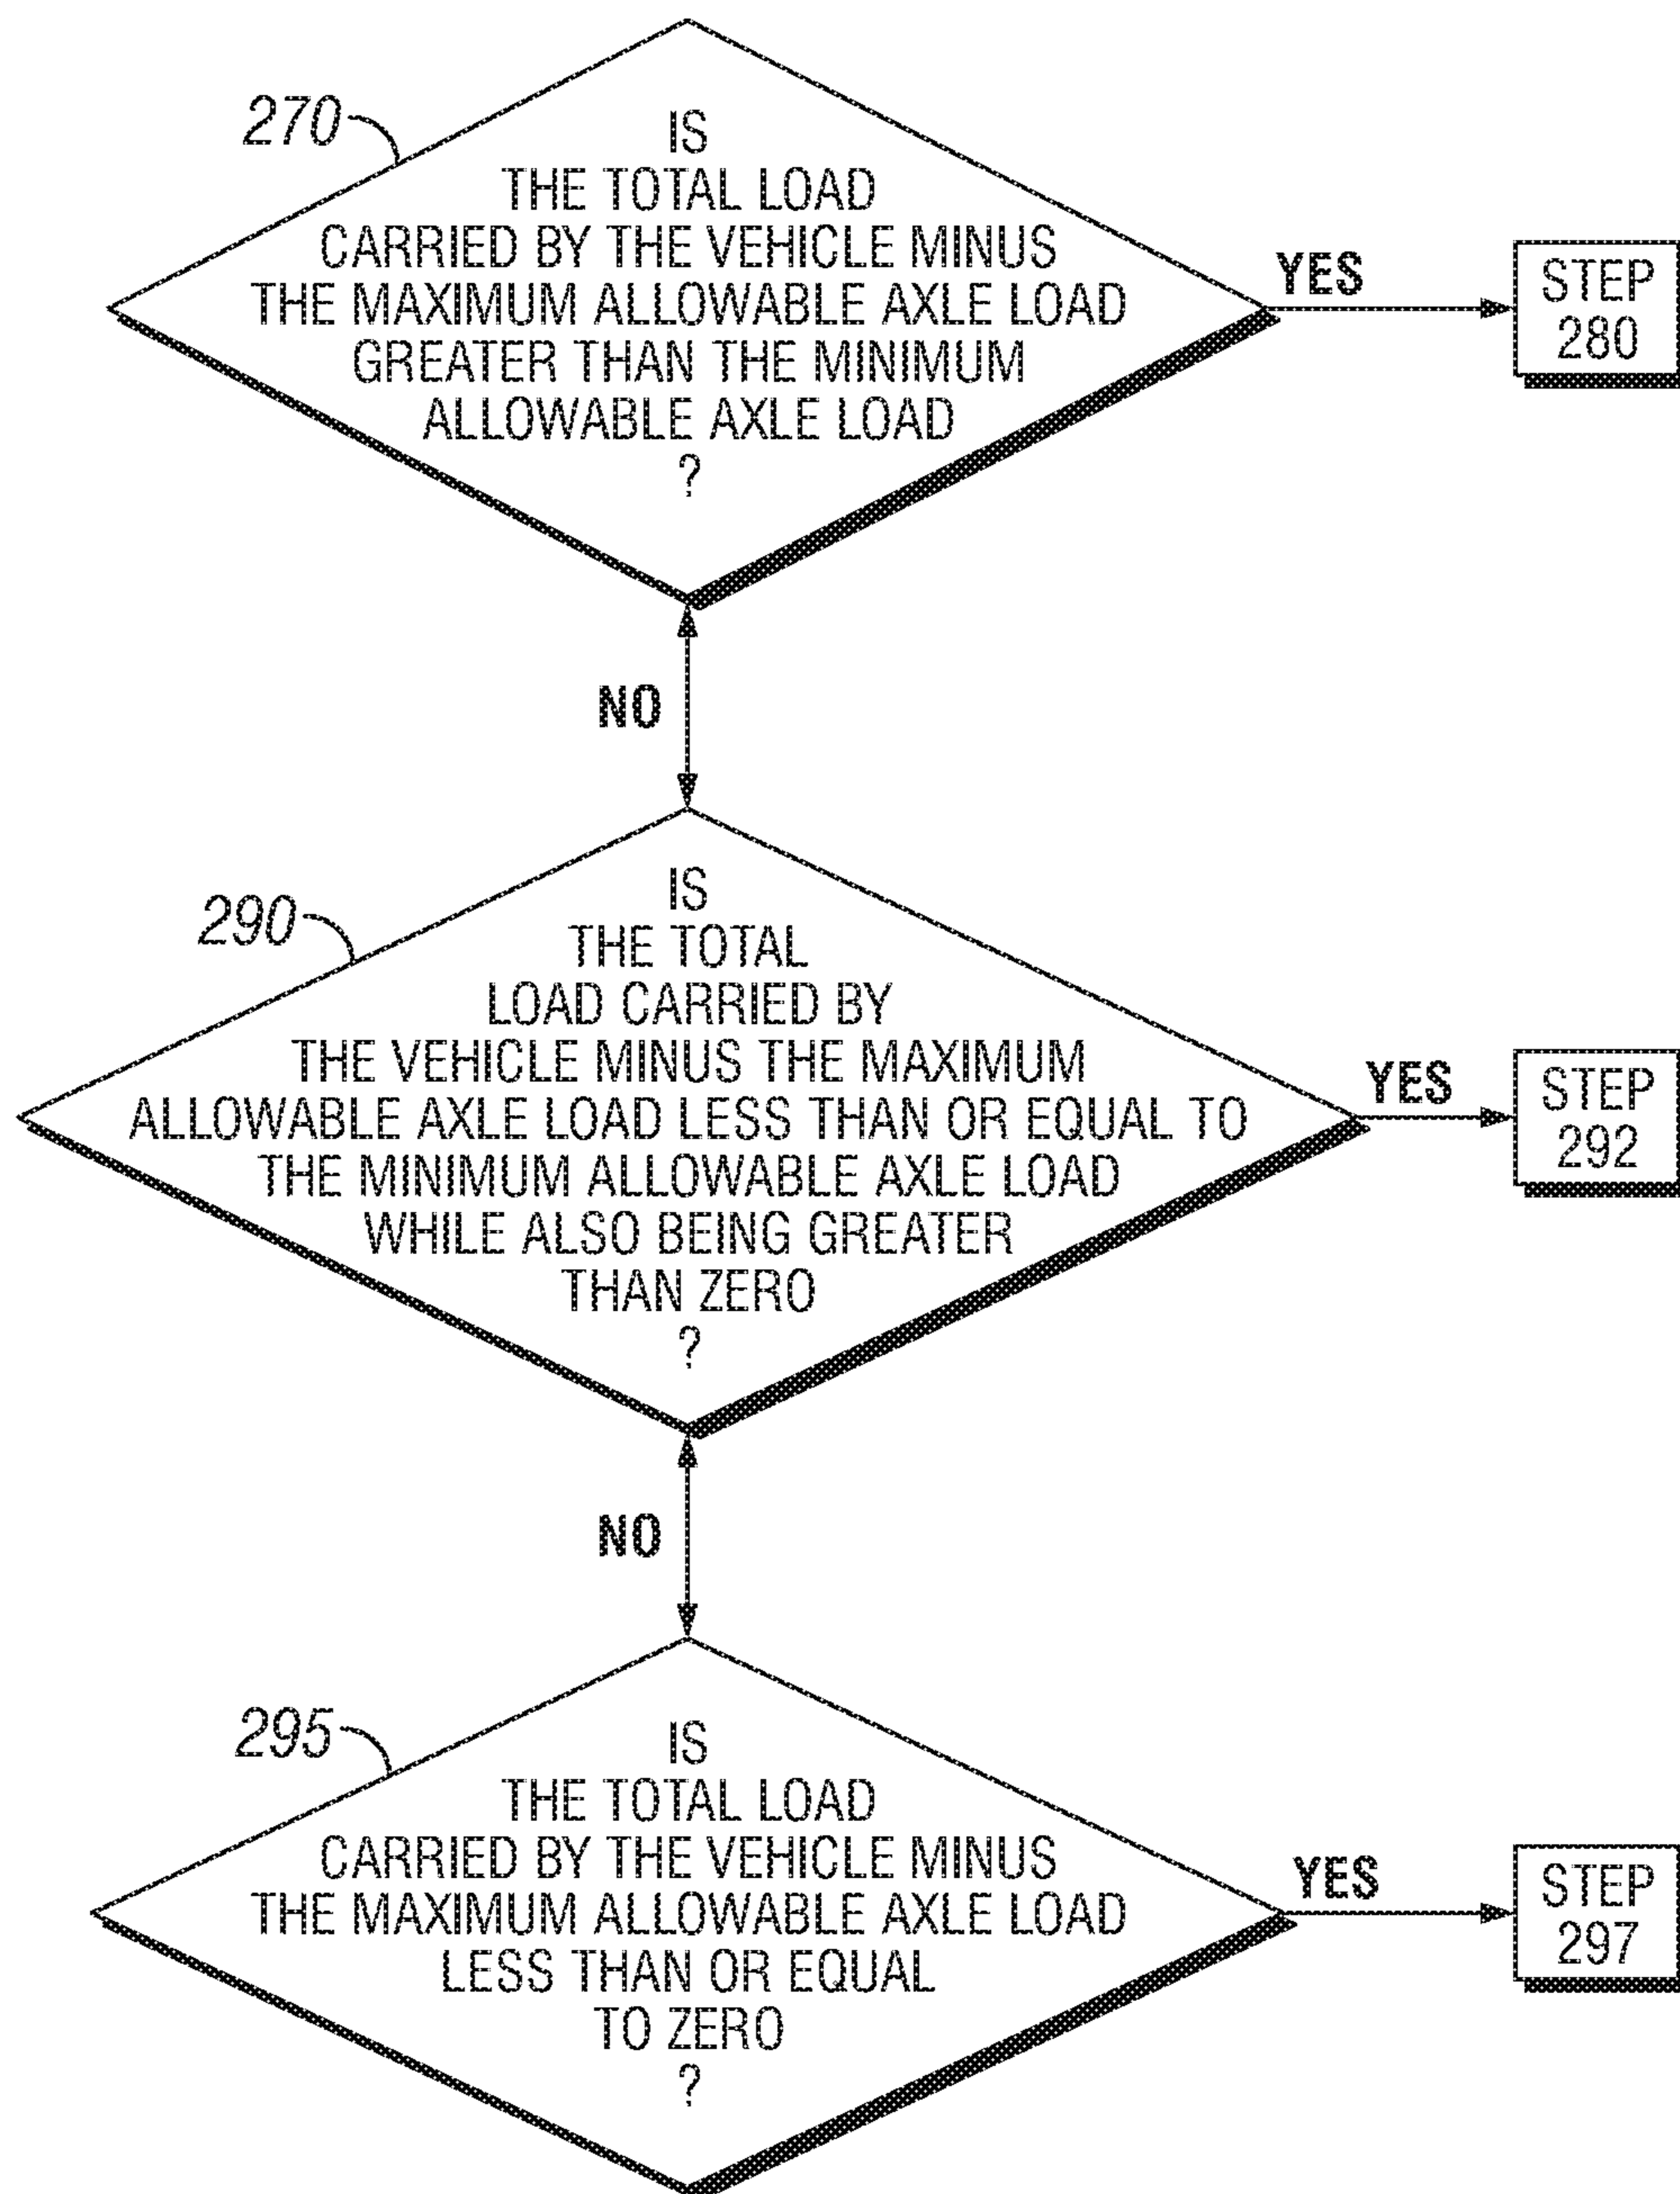 270
IS
THE TOTAL LOAD
CARRIED BY THE VEHICLE MINUS
THE MAXIMUM ALLOWABLE AXLE LOAD
GREATER THAN THE MINIMUM
ALLOWABLE AXLE LOAD
?
YES
STEP
280
NO
290
IS
THE TOTAL
LOAD CARRIED BY
THE VEHICLE MINUS THE MAXIMUM
ALLOWABLE AXLE LOAD LESS THAN OR EQUAL TO
THE MINIMUM ALLOWABLE AXLE LOAD
WHILE ALSO BEING GREATER
THAN ZERO
?
YES
STEP
292
NO
295
IS
THE TOTAL LOAD
CARRIED BY THE VEHICLE MINUS
THE MAXIMUM ALLOWABLE AXLE LOAD
LESS THAN OR EQUAL
TO ZERO
?
YES
STEP
297